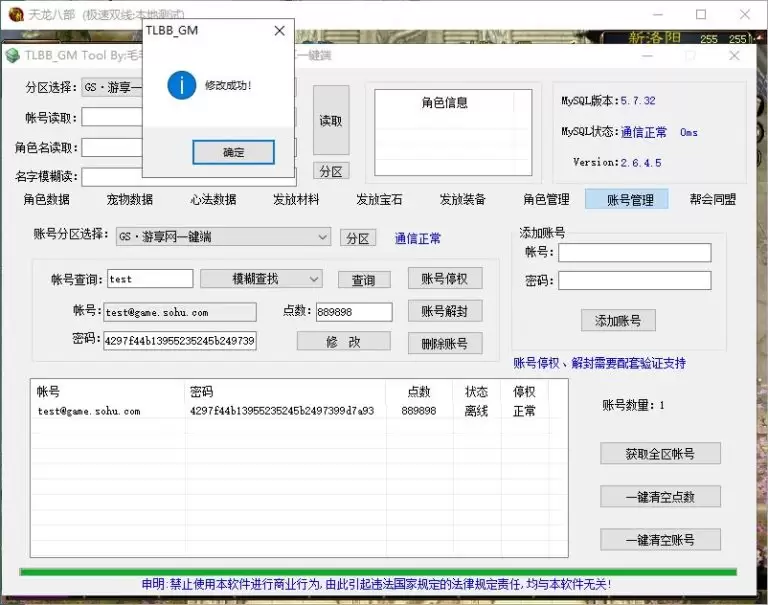 天龙八部 (极速双线:本地测试)
新洛阳 255 255
TLBB_GM Tool By:毛
一键端
TLBB_GM
修改成功!
确定
分区选择: GS·游享网一
帐号读取:
角色名读取:
名字模糊读:
读取
分区
角色信息
MySQL版本:5.7.32
MySQL状态:通信正常 0ms
Version:2.6.4.5
角色数据 宠物数据 心法数据 发放材料 发放宝石 发放装备 角色管理 账号管理 帮会同盟
账号分区选择: GS·游享网一键端 分区 通信正常
帐号查询: test 模糊查找 查询 账号停权
帐号: test@game.sohu.com 点数: 889898 账号解封
密码: 4297f44b13955235245b249739 修 改 删除账号
添加账号
帐号:
密码:
添加账号
账号停权、解封需要配套验证支持
帐号 密码 点数 状态 停权
test@game.sohu.com 4297f44b13955235245b2497399d7a93 889898 离线 正常
账号数量: 1
获取全区帐号
一键清空点数
一键清空账号
申明:禁止使用本软件进行商业行为,由此引起违法国家规定的法律规定责任,均与本软件无关!